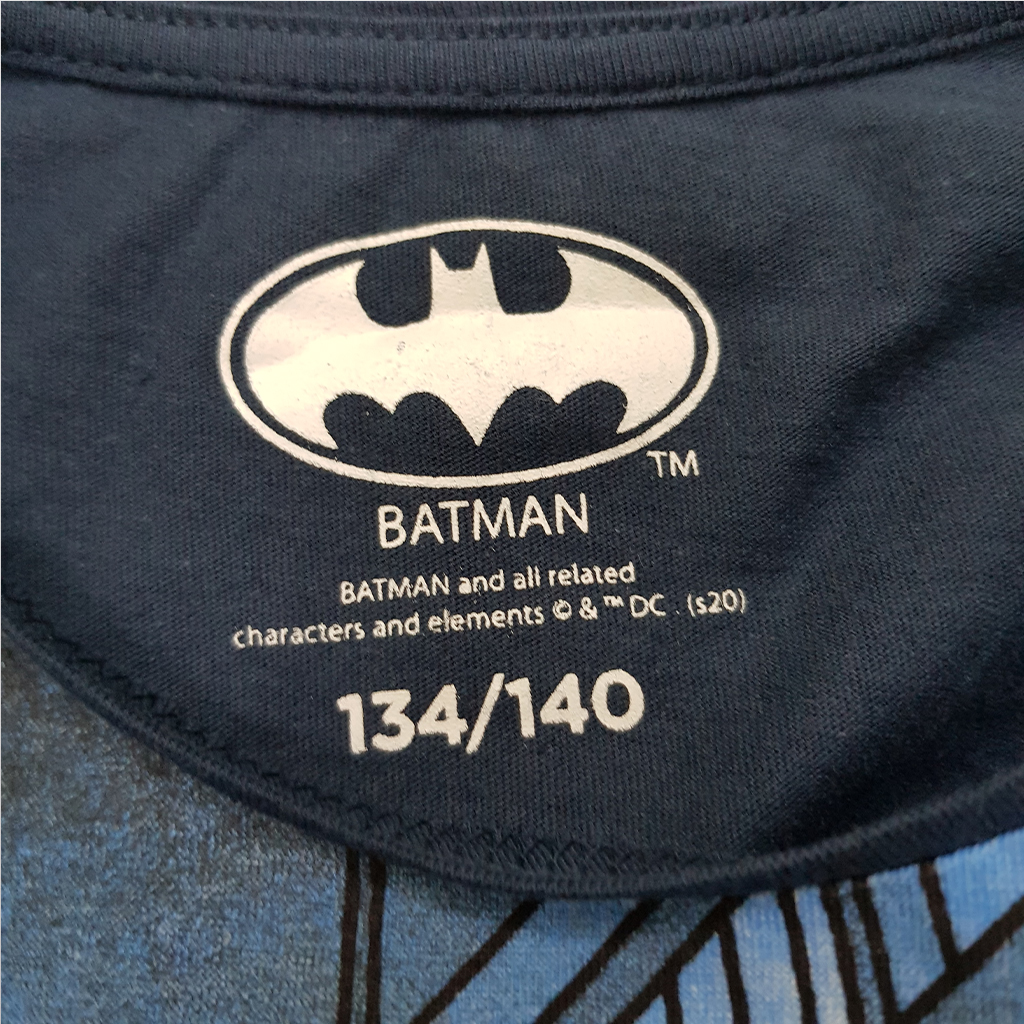 TM
BATMAN
BATMAN and all related
characters and elements © & ™ DC . (s20)
134/140